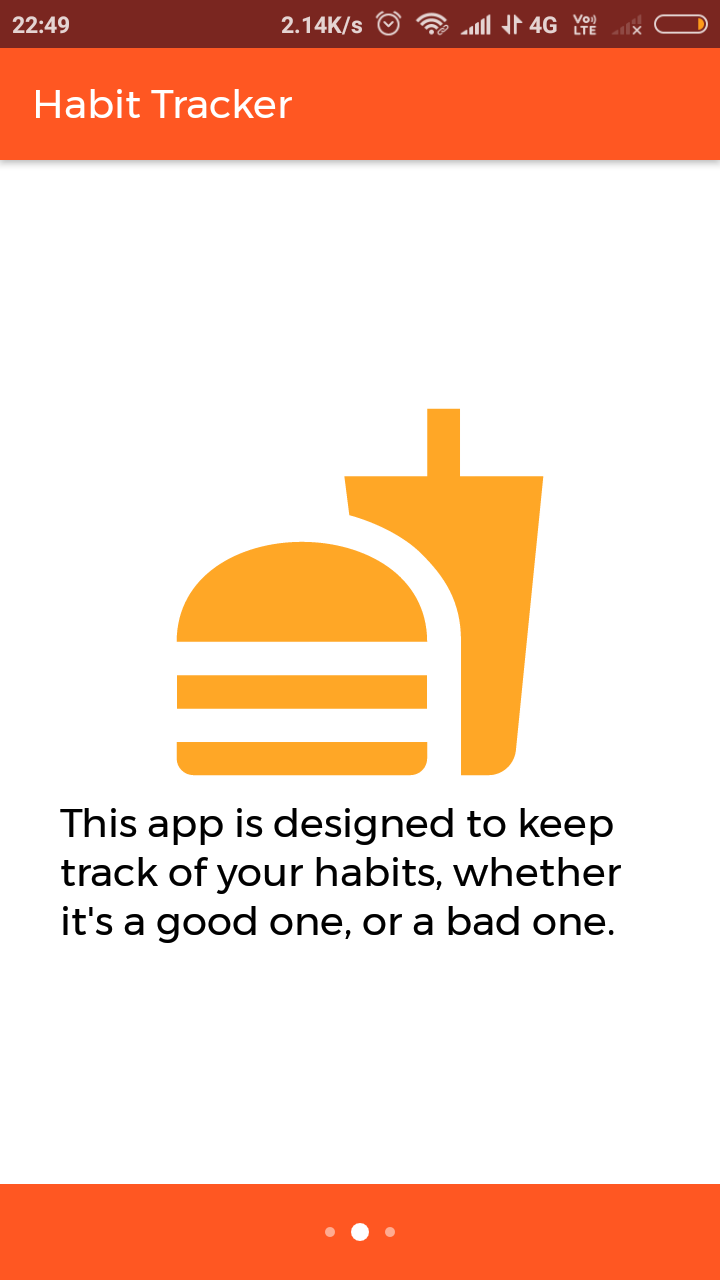 22:49 2.14K/s 4G Vo) LTE
Habit Tracker
This app is designed to keep
track of your habits, whether
it's a good one, or a bad one.